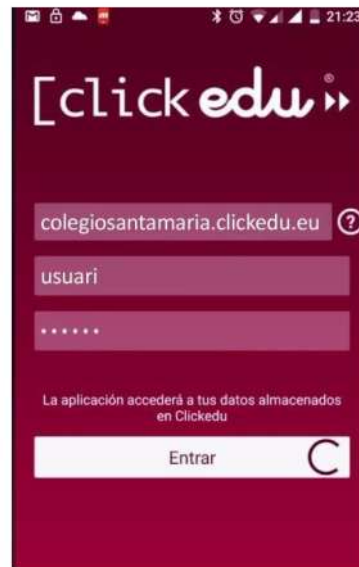 21:23
[click edu ®
colegiosantamaria.clickedu.eu ?
usuari
••••••
La aplicación accederá a tus datos almacenados
en Clickedu
Entrar